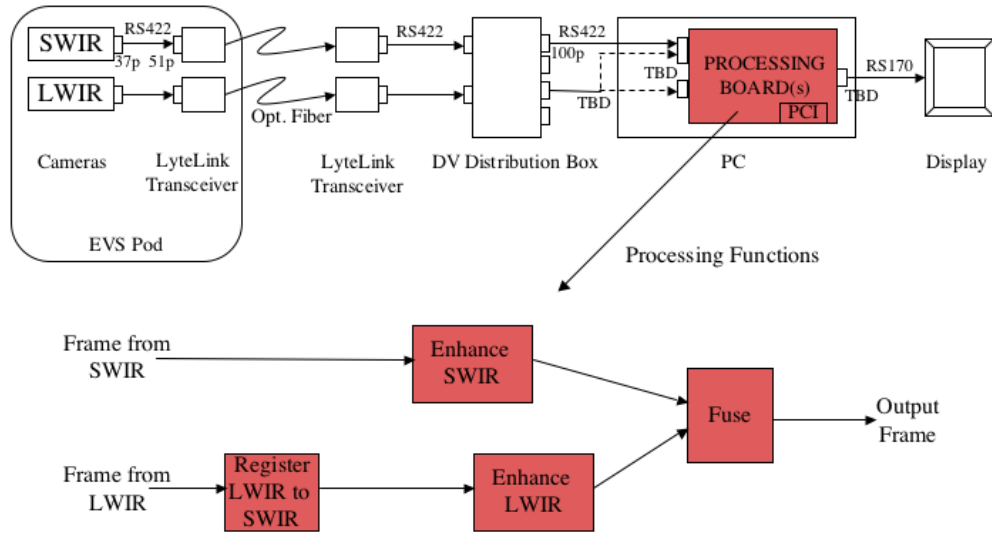 SWIR
RS422
37p 51p
LWIR
Opt. Fiber
RS422
RS422
100p
TBD
TBD
PROCESSING
BOARD(s)
PCI
RS170
TBD
Cameras
LyteLink
Transceiver
LyteLink
Transceiver
DV Distribution Box
PC
Display
EVS Pod
Processing Functions
Frame from
SWIR
Enhance
SWIR
Fuse
Output
Frame
Frame from
LWIR
Register
LWIR to
SWIR
Enhance
LWIR